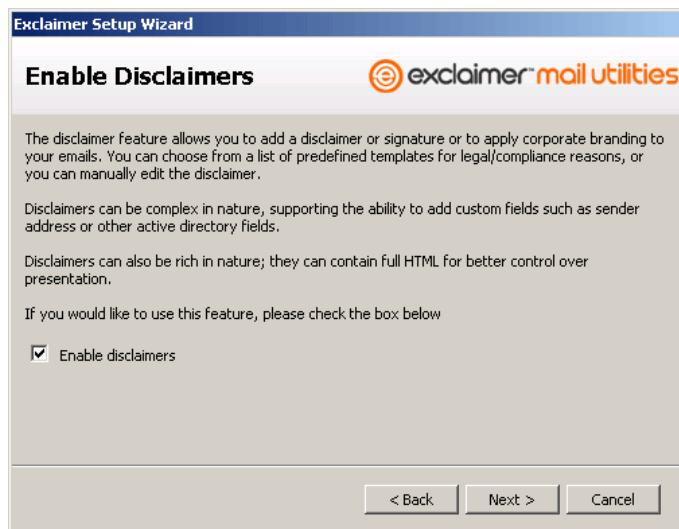 Exclaimer Setup Wizard
Enable Disclaimers
exclaimer™ mail utilities
The disclaimer feature allows you to add a disclaimer or signature or to apply corporate branding to
your emails. You can choose from a list of predefined templates for legal/compliance reasons, or
you can manually edit the disclaimer.
Disclaimers can be complex in nature, supporting the ability to add custom fields such as sender
address or other active directory fields.
Disclaimers can also be rich in nature; they can contain full HTML for better control over
presentation.
If you would like to use this feature, please check the box below
Enable disclaimers
< Back Next > Cancel